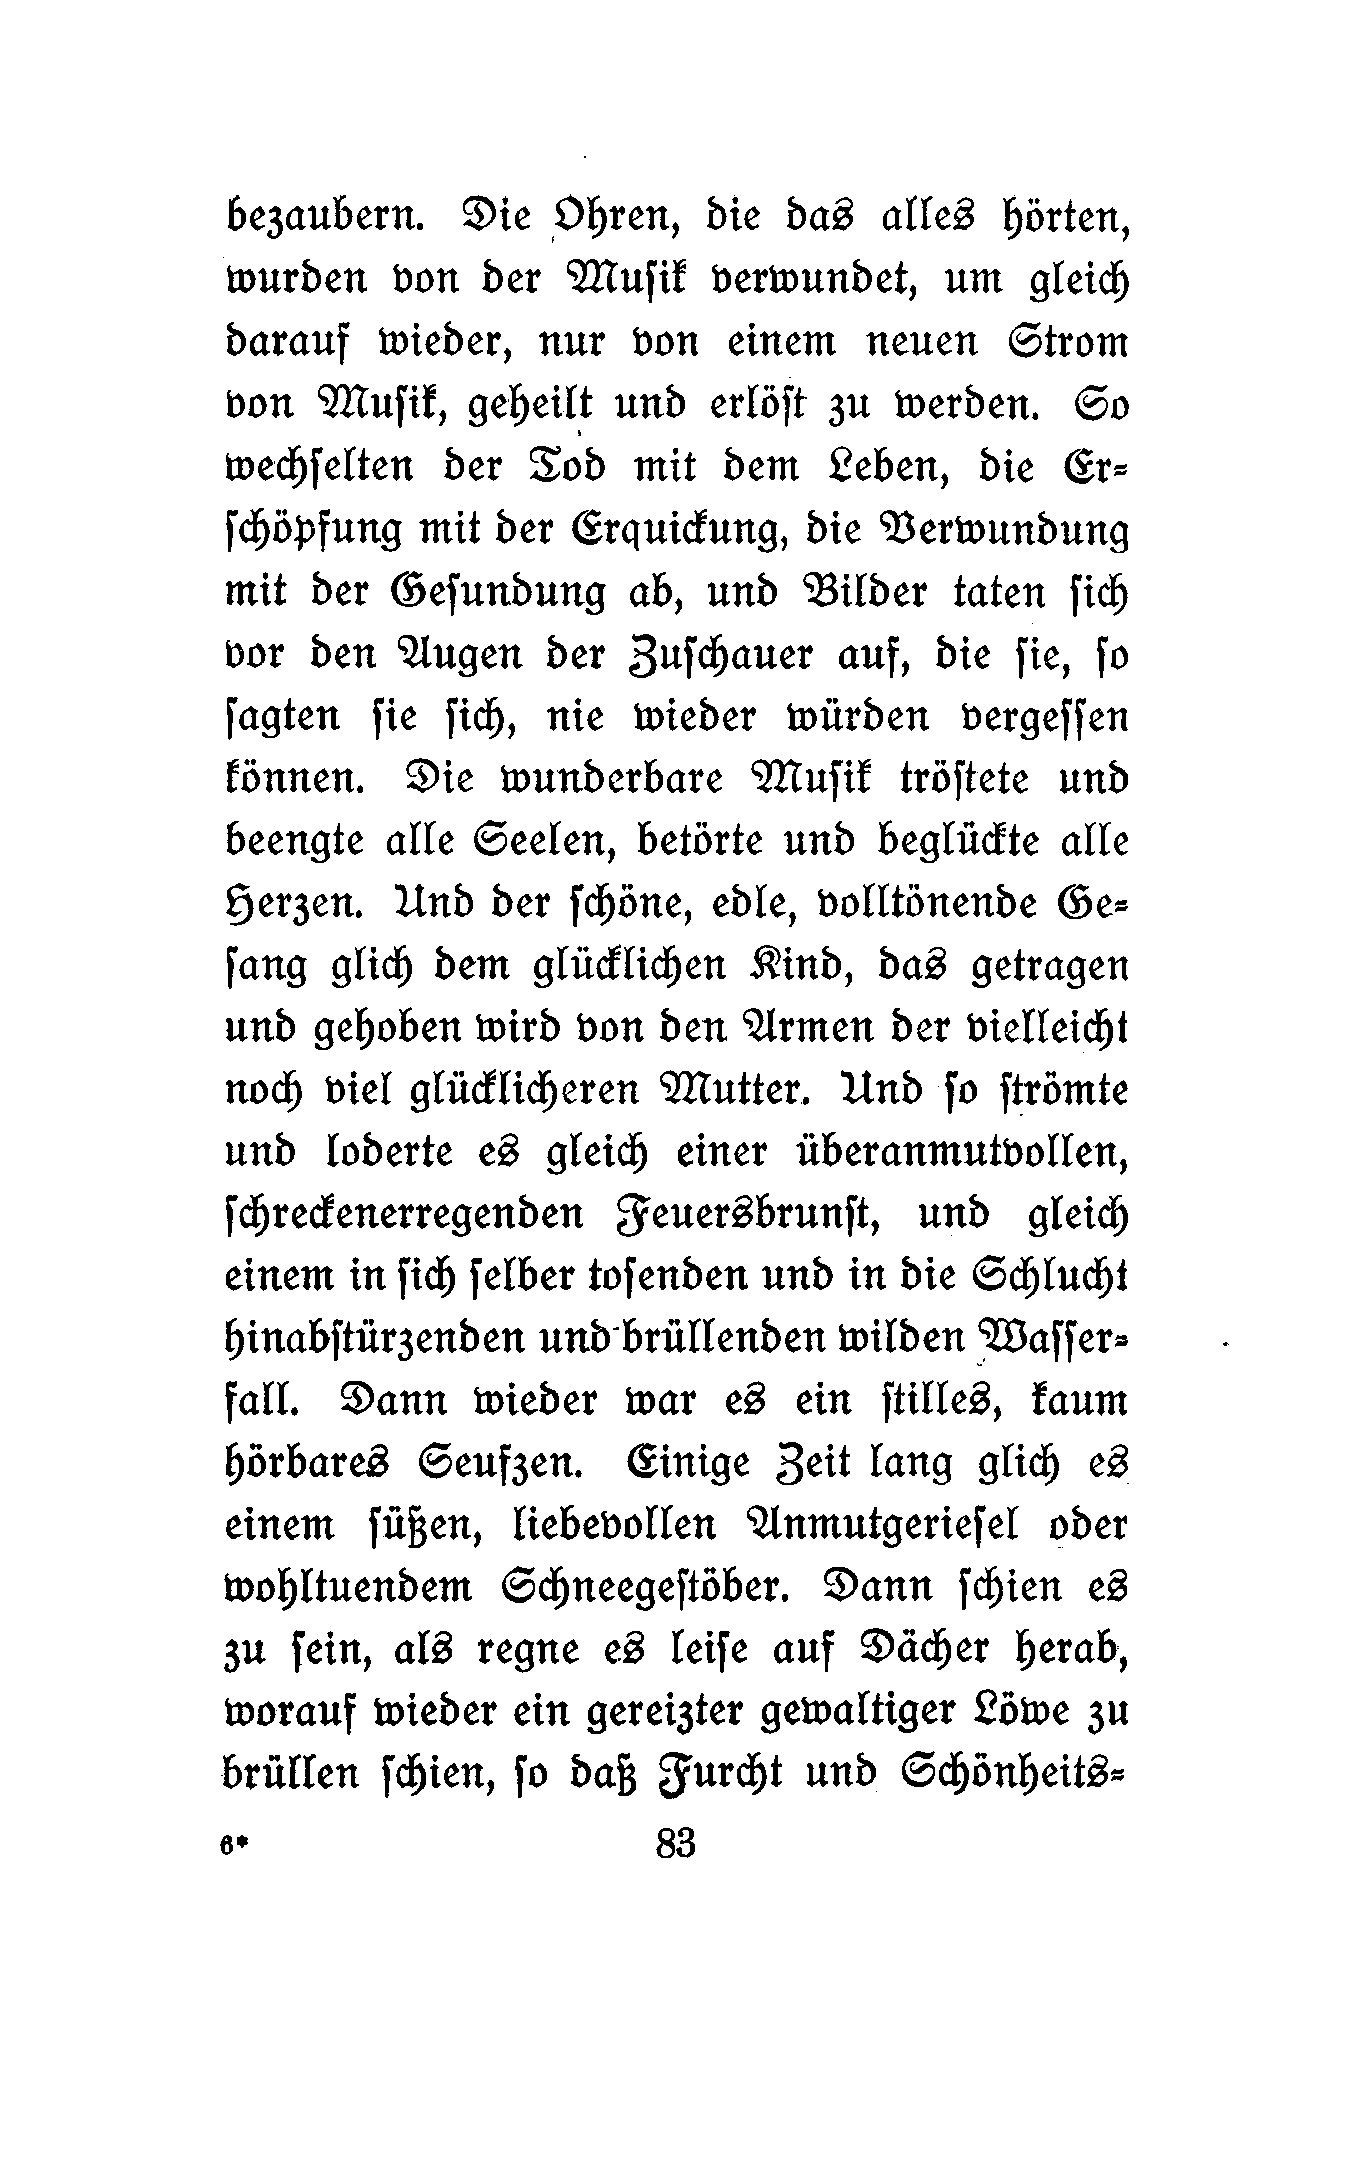 bezaubern. Die Ohren, die das alles hörten,
wurden von der Muſik verwundet, um gleich
darauf wieder, nur von einem neuen Strom
von Muſik, geheilt und erlöſt zu werden. So
wechſelten der Tod mit dem Leben, die Er⸗
ſchöpfung mit der Erquickung, die Verwundung
mit der Geſundung ab, und Bilder taten ſich
vor den Augen der Zuſchauer auf, die ſie, ſo
ſagten ſie ſich, nie wieder würden vergeſſen
können. Die wunderbare Muſik tröſtete und
beengte alle Seelen, betörte und beglückte alle
Herzen. Und der ſchöne, edle, volltönende Ge⸗
ſang glich dem glücklichen Kind, das getragen
und gehoben wird von den Armen der vielleicht
noch viel glücklicheren Mutter. Und ſo ſtrömte
und loderte es gleich einer überanmutvollen,
ſchreckenerregenden Feuersbrunſt, und gleich
einem in ſich ſelber toſenden und in die Schlucht
hinabſtürzenden und brüllenden wilden Waſſer⸗
fall. Dann wieder war es ein ſtilles, kaum
hörbares Seufzen. Einige Zeit lang glich es
einem ſüßen, liebevollen Anmutgerieſel oder
wohltuendem Schneegeſtöber. Dann ſchien es
zu ſein, als regne es leiſe auf Dächer herab,
worauf wieder ein gereizter gewaltiger Löwe zu
brüllen ſchien, ſo daß Furcht und Schönheits⸗
6* 83